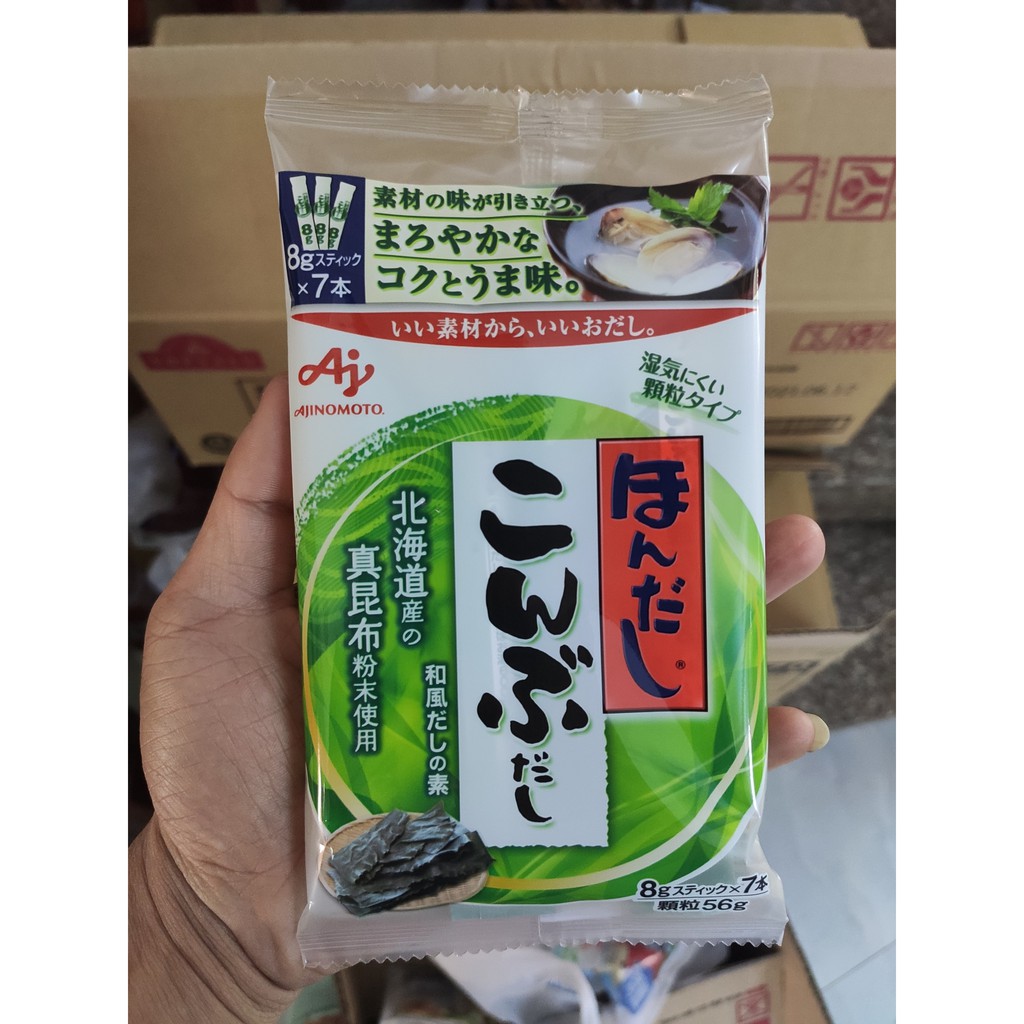 素材の味が引き立つ、
まろやかな
コクとうま味。
8g
8g
8g
8gスティック
×7本
いい素材から、いいおだし。
Aj
AJINOMOTO®
湿気にくい
顆粒タイプ
ほんだし®
こんぶだし
北海道産の
真昆布粉末使用
和風だしの素
8gスティック×7本
顆粒56g